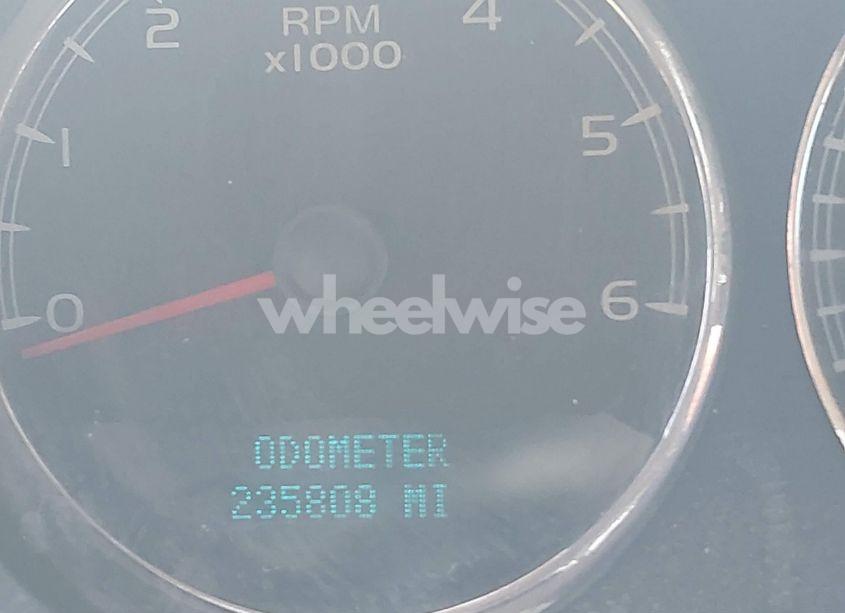 2
RPM
x1000
4
1
5
0
wheelwise
6
ODOMETER
235808 MI